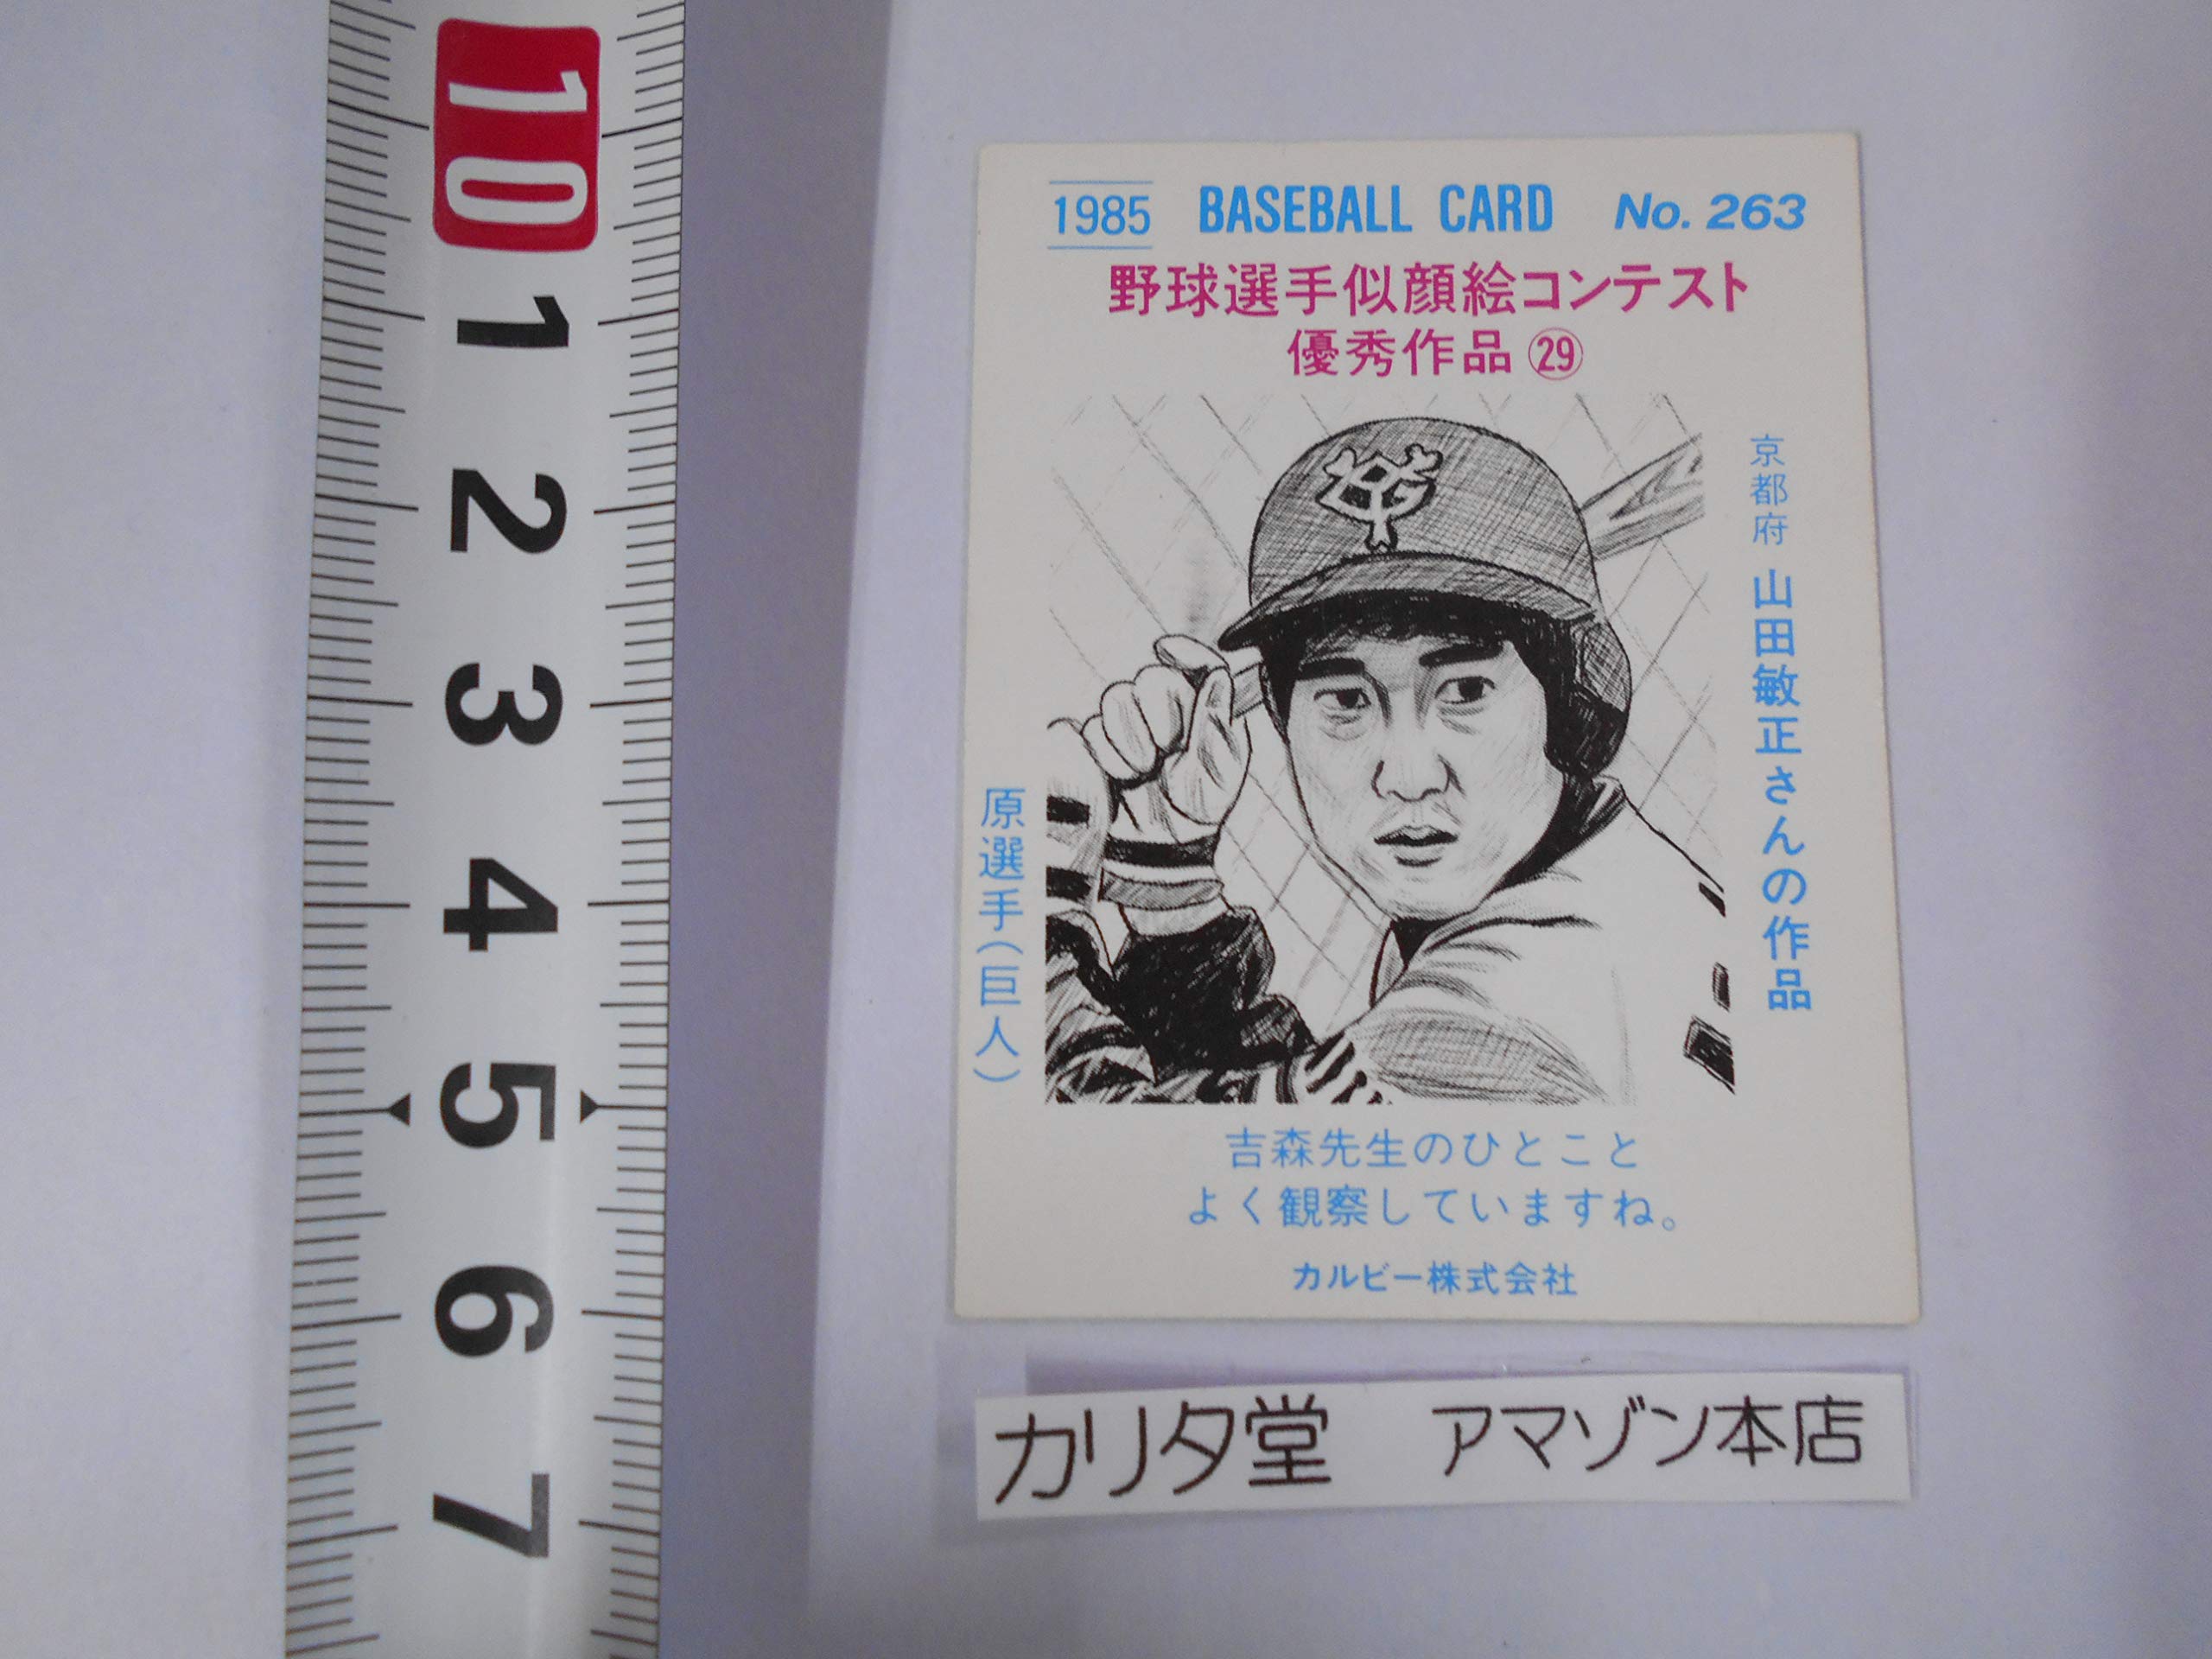 10
1
2
3
4
5
6
7
1985 BASEBALL CARD No. 263
野球選手似顔絵コンテスト
優秀作品㉙
京都府 山田敏正さんの作品
原選手(巨人)
吉森先生のひとこと
よく観察していますね。
カルビー株式会社
カリタ堂 アマゾン本店